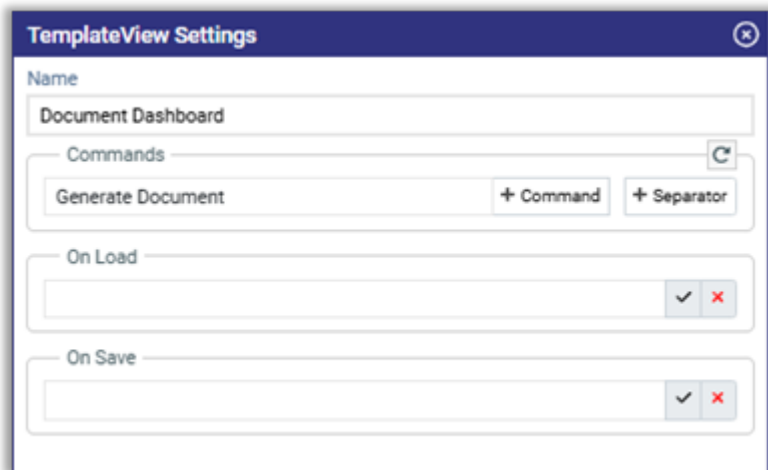 TemplateView Settings
Name
Document Dashboard
Commands
Generate Document
+ Command
+ Separator
On Load
On Save